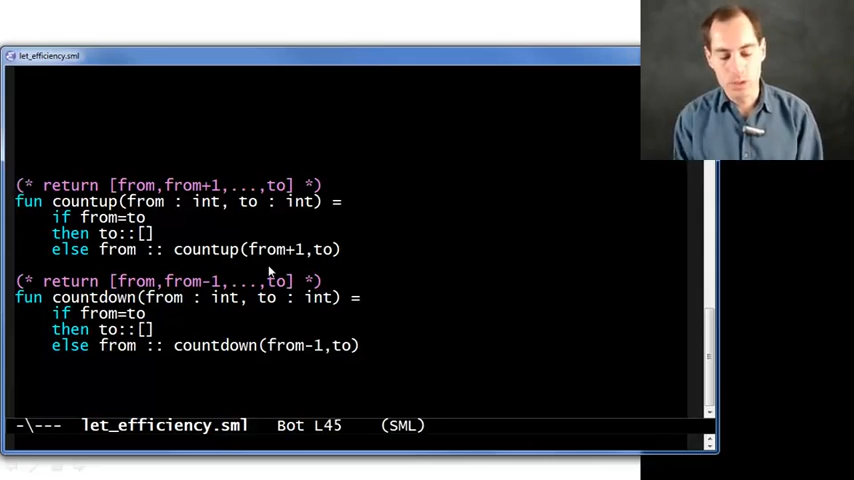 let_efficiency.sml
(* return [from,from+1,...,to] *)
fun countup(from : int, to : int) =
if from=to
then to::[]
else from :: countup(from+1,to)
(* return [from,from-1,...,to] *)
fun countdown(from : int, to : int) =
if from=to
then to::[]
else from :: countdown(from-1,to)
-\--- let_efficiency.sml Bot L45 (SML)